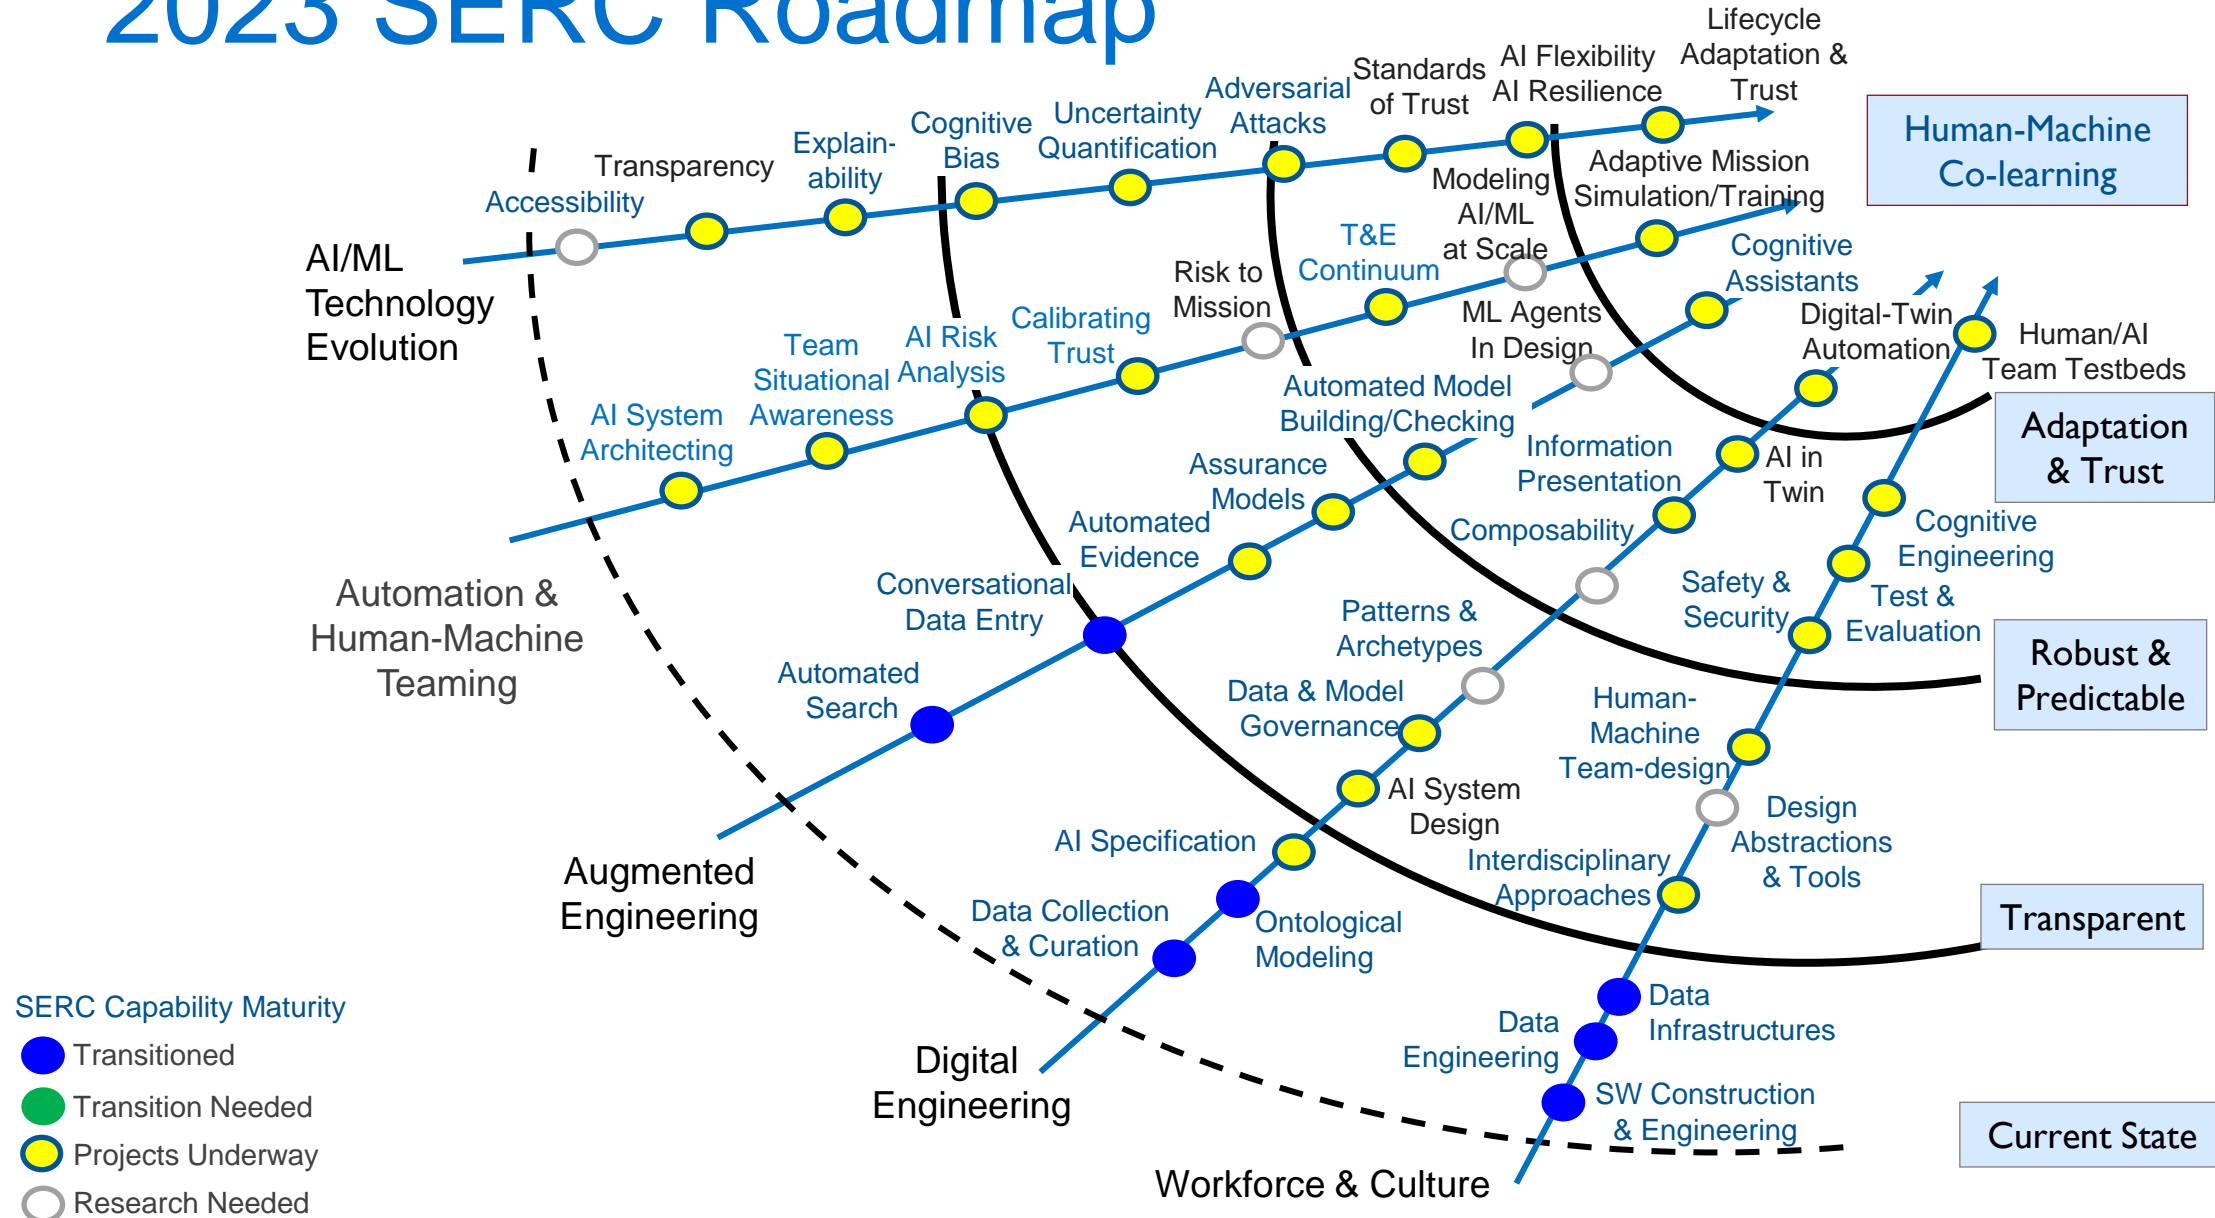 2023 SERC Roadmap
Lifecycle
Adaptation &
Trust
AI Flexibility
AI Resilience
Standards
of Trust
Adversarial
Attacks
Uncertainty
Quantification
Cognitive
Bias
Explain-
ability
Transparency
Accessibility
AI/ML
Technology
Evolution
Human-Machine
Co-learning
Adaptive Mission
Simulation/Training
Modeling
AI/ML
at Scale
T&E
Continuum
Risk to
Mission
Calibrating
Trust
AI Risk
Analysis
Team
Situational
Awareness
AI System
Architecting
Automation &
Human-Machine
Teaming
Cognitive
Assistants
ML Agents
In Design
Automated Model
Building/Checking
Assurance
Models
Automated
Evidence
Conversational
Data Entry
Automated
Search
Augmented
Engineering
Digital-Twin
Automation
AI in
Twin
Information
Presentation
Composability
Patterns &
Archetypes
Data & Model
Governance
AI System
Design
AI Specification
Ontological
Modeling
Data Collection
& Curation
Digital
Engineering
Human/AI
Team Testbeds
Cognitive
Engineering
Test &
Evaluation
Safety &
Security
Human-
Machine
Team-design
Design
Abstractions
& Tools
Interdisciplinary
Approaches
Data
Infrastructures
Data
Engineering
SW Construction
& Engineering
Workforce & Culture
Adaptation
& Trust
Robust &
Predictable
Transparent
Current State
SERC Capability Maturity
Transitioned
Transition Needed
Projects Underway
Research Needed